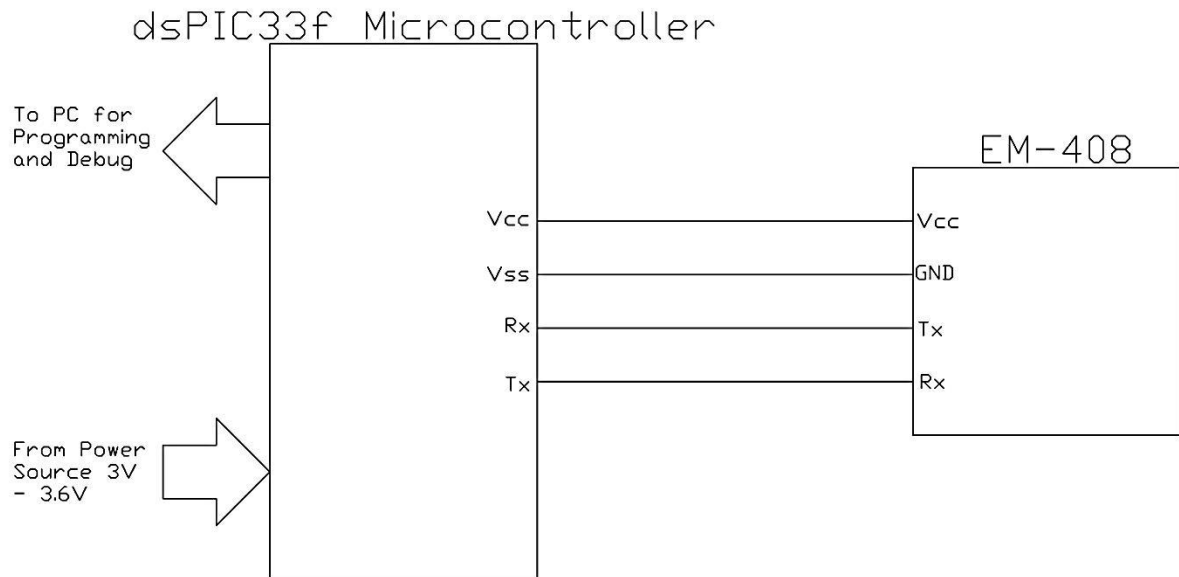 dsPIC33f Microcontroller
To PC for
Programming
and Debug
EM-408
Vcc
Vcc
Vss
GND
Rx
Tx
Tx
Rx
From Power
Source 3V
- 3.6V